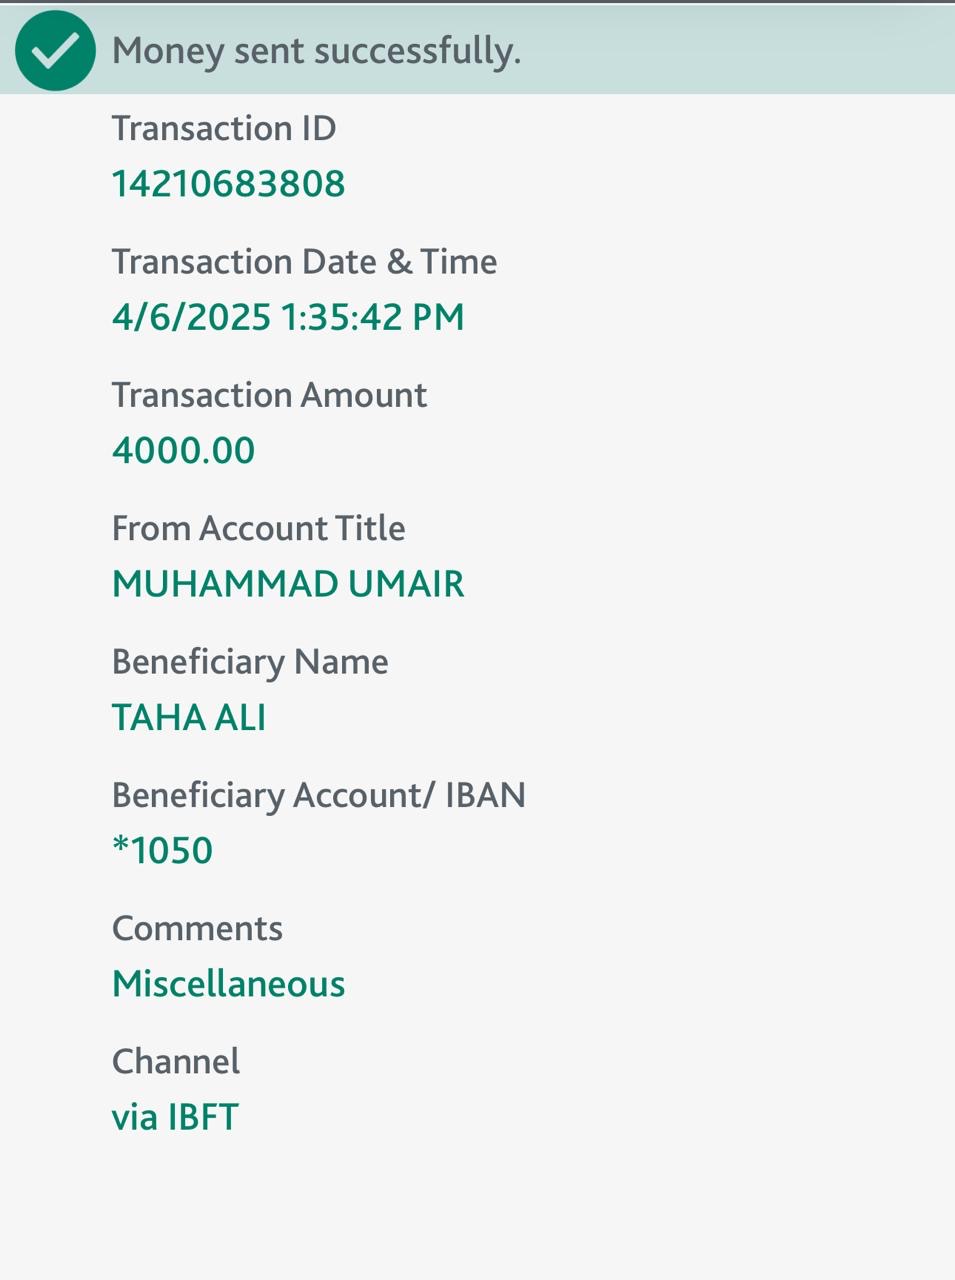 Money sent successfully.
Transaction ID
14210683808
Transaction Date & Time
4/6/2025 1:35:42 PM
Transaction Amount
4000.00
From Account Title
MUHAMMAD UMAIR
Beneficiary Name
TAHA ALI
Beneficiary Account/ IBAN
*1050
Comments
Miscellaneous
Channel
via IBFT